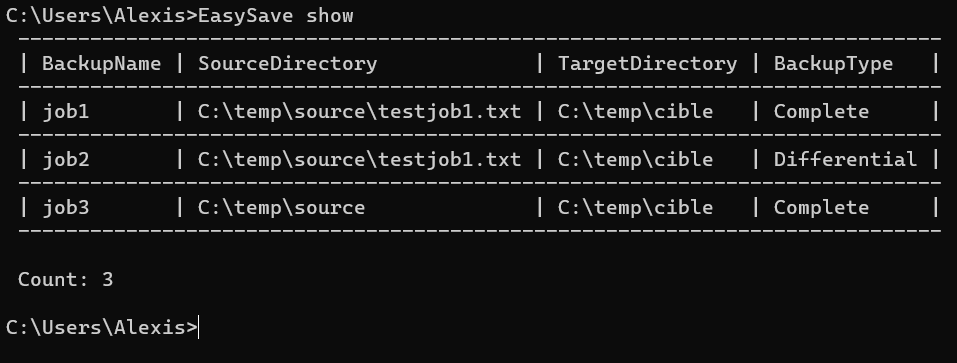 C:\Users\Alexis>EasySave show
-----------------------------------------------------------------------------
| BackupName | SourceDirectory             | TargetDirectory | BackupType   |
-----------------------------------------------------------------------------
| job1       | C:\temp\source\testjob1.txt | C:\temp\cible   | Complete     |
-----------------------------------------------------------------------------
| job2       | C:\temp\source\testjob1.txt | C:\temp\cible   | Differential |
-----------------------------------------------------------------------------
| job3       | C:\temp\source              | C:\temp\cible   | Complete     |
-----------------------------------------------------------------------------
Count: 3
C:\Users\Alexis>